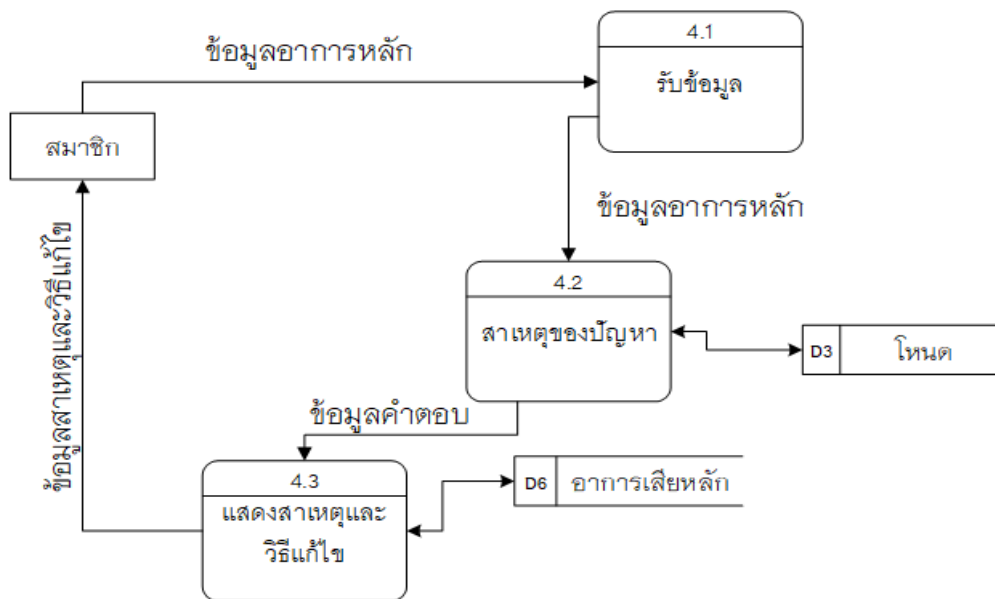 ข้อมูลอาการหลัก
4.1
รับข้อมูล
สมาชิก
ข้อมูลอาการหลัก
ข้อมูลสาเหตุและวิธีแก้ไข
4.2
สาเหตุของปัญหา
D3 โหนด
ข้อมูลคำตอบ
4.3
แสดงสาเหตุและ
วิธีแก้ไข
D6 อาการเสียหลัก